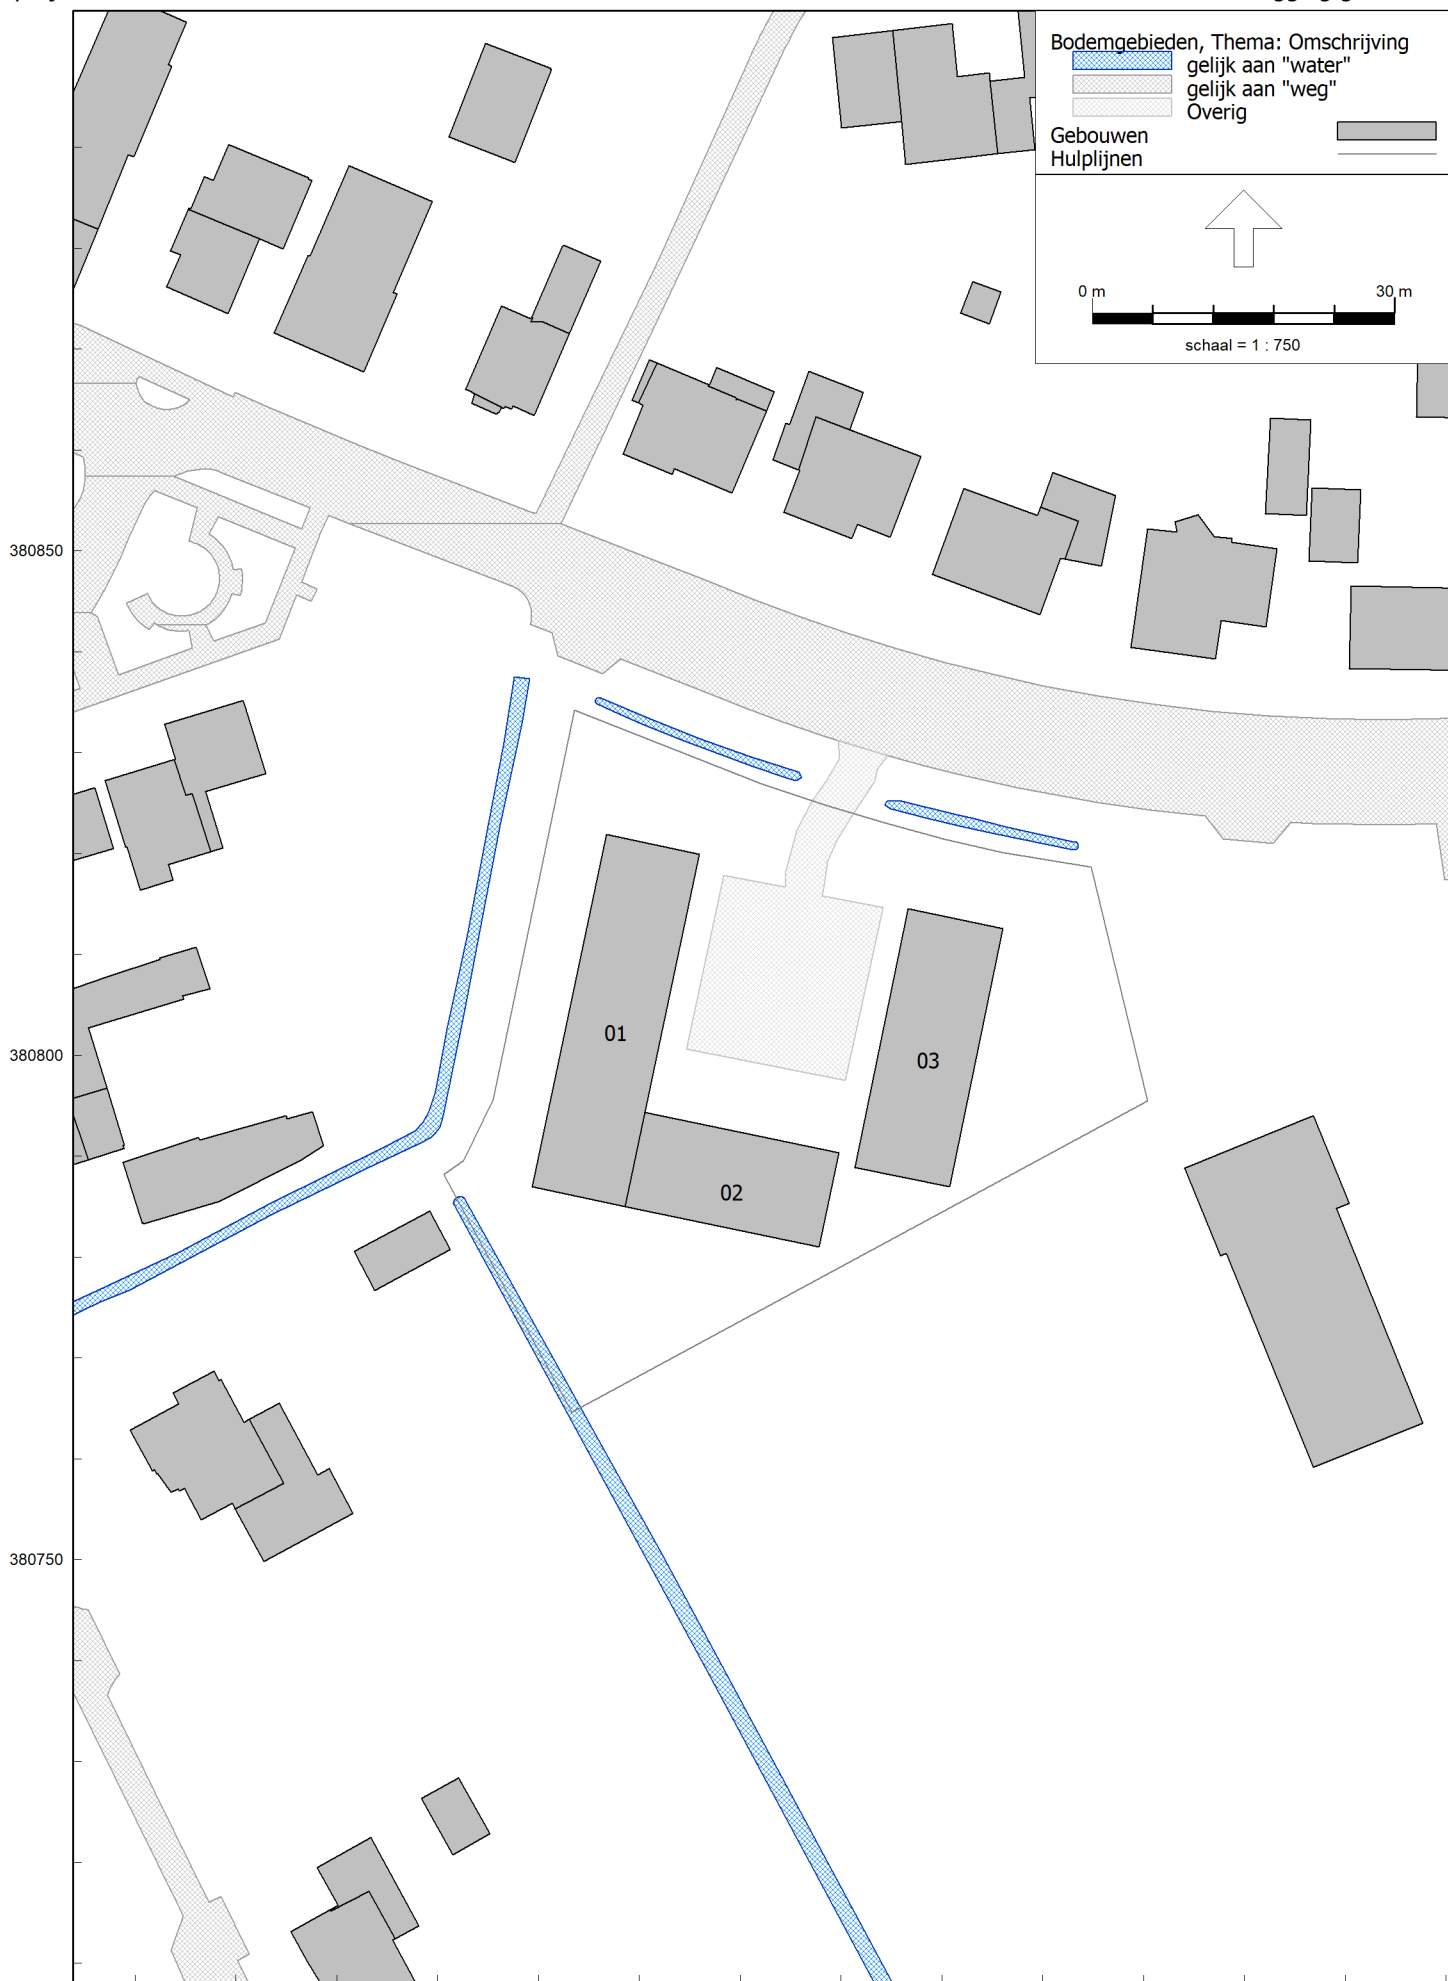 Bodemgebieden, Thema: Omschrijving
gelijk aan "water"
gelijk aan "weg"
Overig
Gebouwen
Hulplijnen
0 m 30 m
schaal = 1 : 750
380850
380800
380750
01
03
02